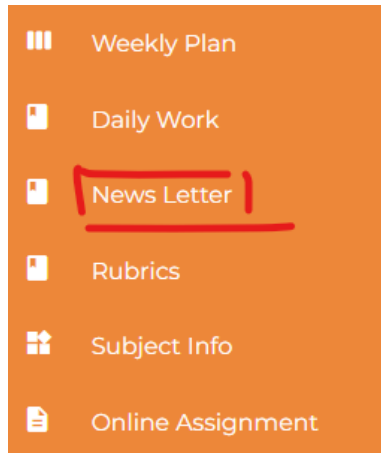 Weekly Plan
Daily Work
News Letter
Rubrics
Subject Info
Online Assignment